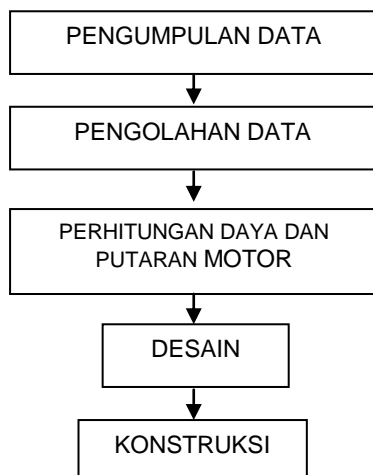 PENGUMPULAN DATA
PENGOLAHAN DATA
PERHITUNGAN DAYA DAN
PUTARAN MOTOR
DESAIN
KONSTRUKSI